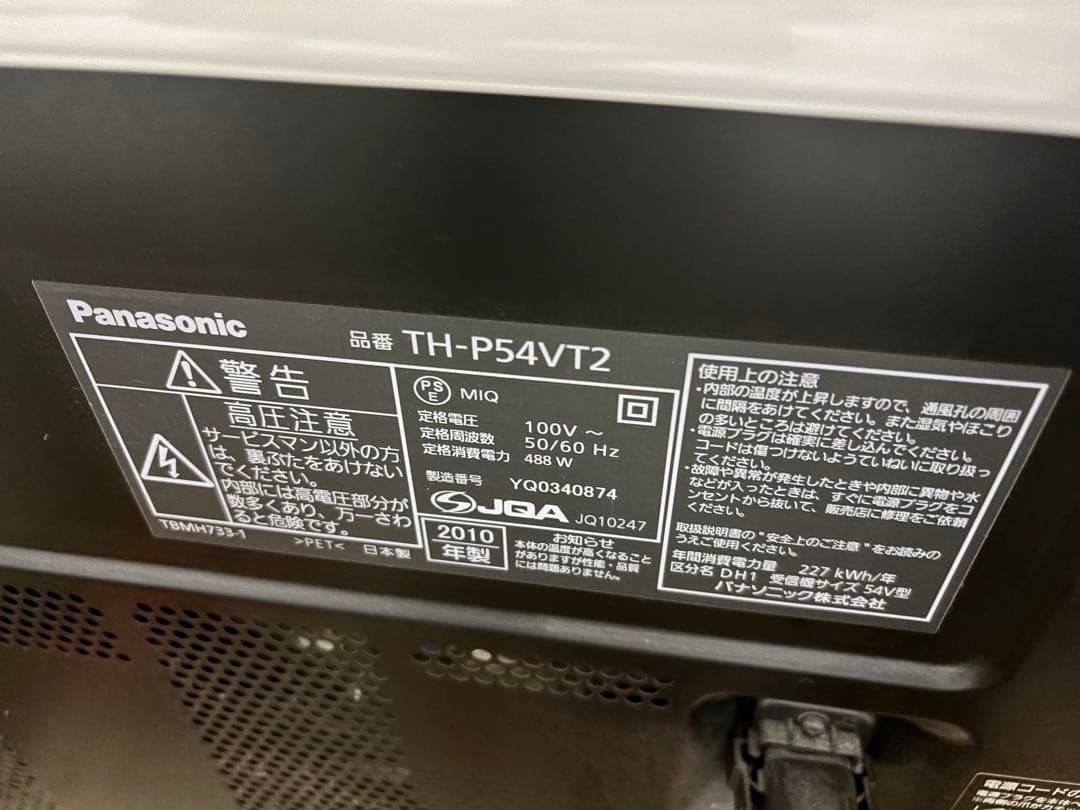 Panasonic
品番 TH-P54VT2
警告
高圧注意
サービスマン以外の方
は、裏ぶたをあけない
でください。
内部には高電圧部分が
数多くあり、万一さわ
ると危険です。
TBMH733-1
>PET< 日本製
PSE MIQ
定格電圧 100V ～
定格周波数 50/60 Hz
定格消費電力 488 W
製造番号 YQ0340874
JQA JQ10247
2010
年製
お知らせ
本体の温度が高くなること
がありますが性能・品質
には問題ありません。
使用上の注意
・内部の温度が上昇しますので、通風孔の周囲
に間隔をあけてください。また湿気やほこり
の多いところは避けてください。
・電源プラグは確実に差し込んでください。
コードは傷つけないようていねいに取り扱っ
てください。
・故障や異常が発生したときや内部に異物や水
などが入ったときは、すぐに電源プラグをコ
ンセントから抜いて、販売店に修理をご依頼
ください。
取扱説明書の"安全上のご注意"をお読みの
うえご使用ください。
年間消費電力量 227 kWh/年
区分名 DH1 受信機サイズ 54V型
パナソニック株式会社
電源コードの